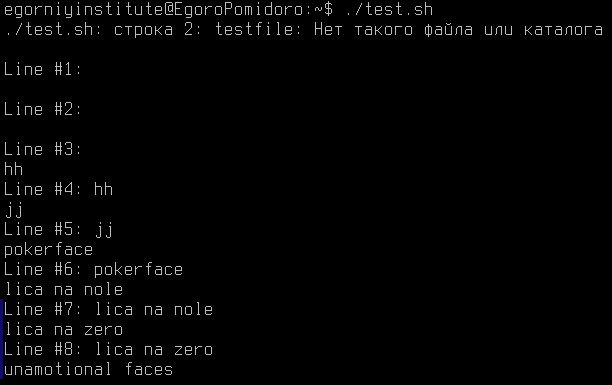 egorniyinstitute@EgoroPomidoro:~$ ./test.sh
./test.sh: строка 2: testfile: Нет такого файла или каталога
Line #1:
Line #2:
Line #3:
hh
Line #4: hh
jj
Line #5: jj
pokerface
Line #6: pokerface
lica na nole
Line #7: lica na nole
lica na zero
Line #8: lica na zero
unamotional faces